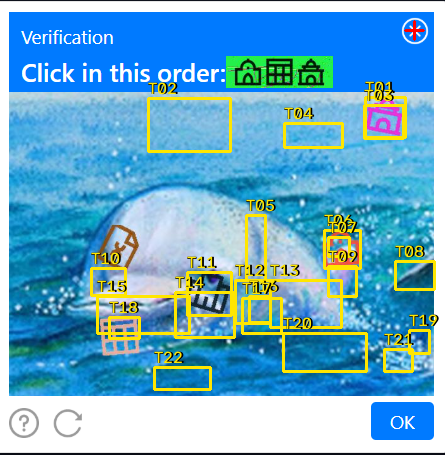 Verification
Click in this order:
T01
T02
T03
T04
T05
T06
T07
T08
T09
T10
T11
T12
T13
T14
T15
T17
T18
T19
T20
T21
T22
OK